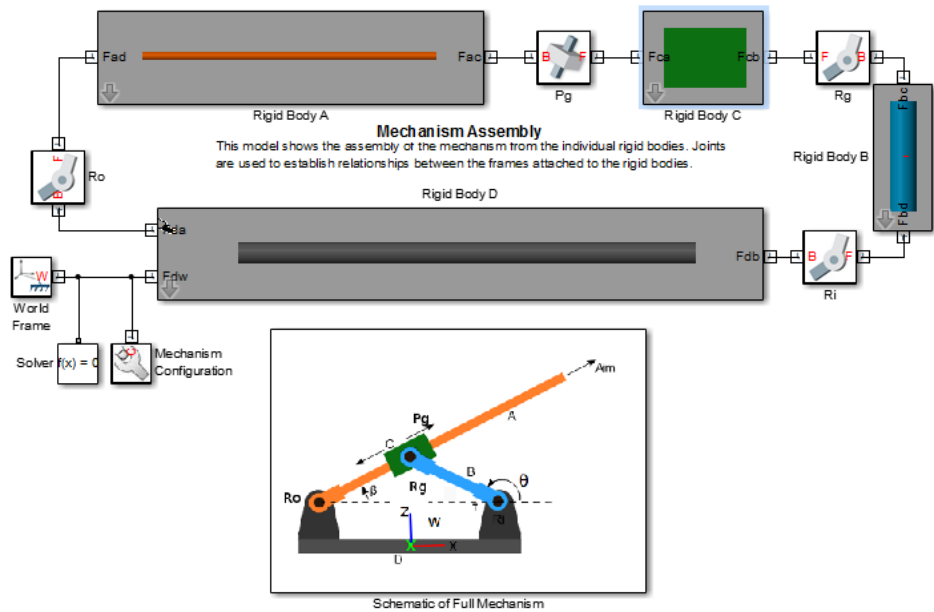 Fad
Fac
B F
Fca
Fcb
F B
Rigid Body A
Pg
Rigid Body C
Rg
Fbc
Mechanism Assembly
This model shows the assembly of the mechanism from the individual rigid bodies. Joints
are used to establish relationships between the frames attached to the rigid bodies.
Rigid Body B
F
B
Ro
Rigid Body D
Fbd
Fda
Fdw
Fdb
B F
Ri
W
World
Frame
Solver
f(x) = 0
Mechanism
Configuration
Aim
A
Pg
C
B
Rg
β
θ
Ro
Z
W
X
X
D
Schematic of Full Mechanism